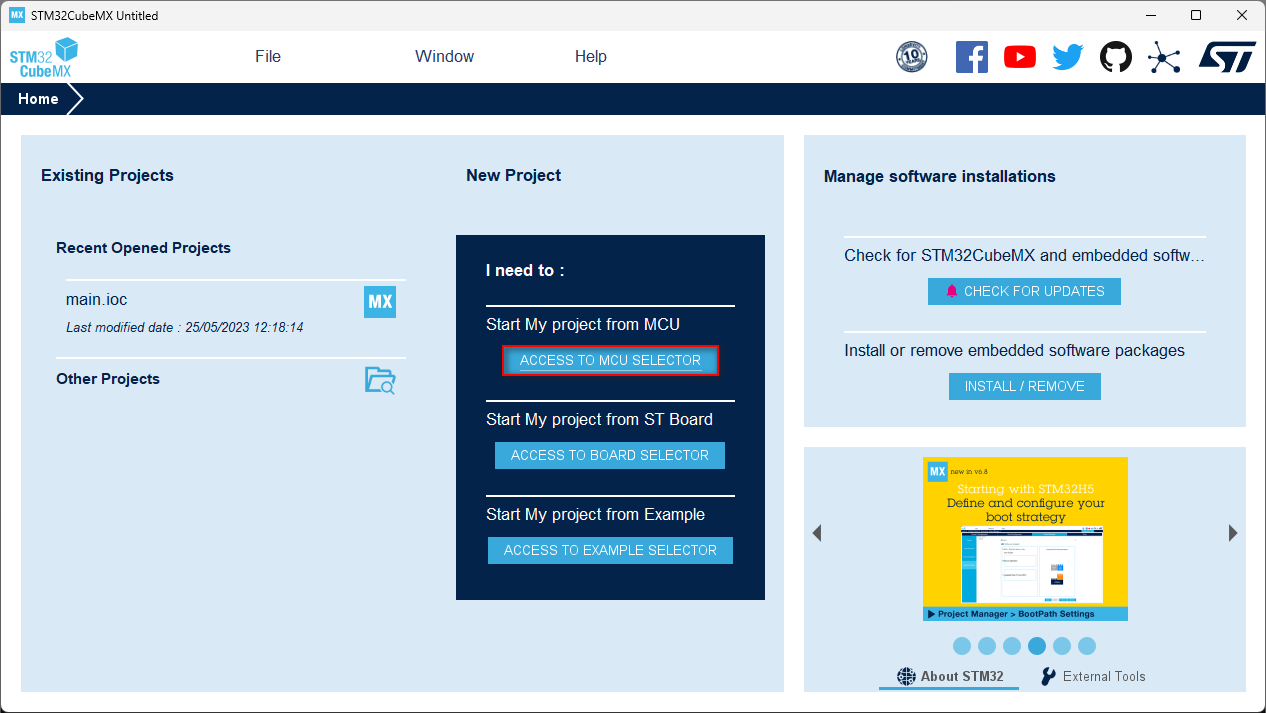 MX STM32CubeMX Untitled
STM32
CubeMX
File Window Help
10
Home
Existing Projects
Recent Opened Projects
main.ioc
MX
Last modified date : 25/05/2023 12:18:14
Other Projects
New Project
I need to :
Start My project from MCU
ACCESS TO MCU SELECTOR
Start My project from ST Board
ACCESS TO BOARD SELECTOR
Start My project from Example
ACCESS TO EXAMPLE SELECTOR
Manage software installations
Check for STM32CubeMX and embedded softw...
CHECK FOR UPDATES
Install or remove embedded software packages
INSTALL / REMOVE
MX new in v6.8
Starting with STM32H5
Define and configure your
boot strategy
Project Manager > BootPath Settings
About STM32
External Tools